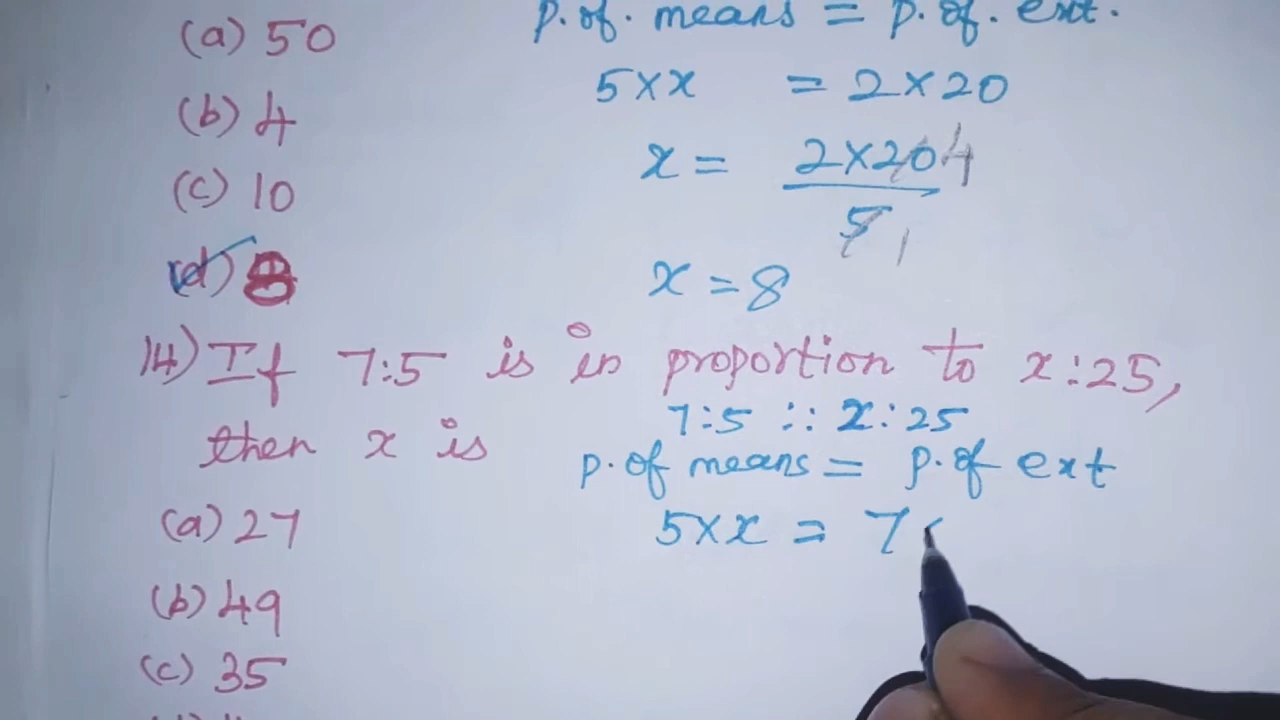 (a) 50
p. of. means = p. of. ext.
5 x x = 2 x 20
(b) 4
x = 2 x 20 4
5 1
(c) 10
(d) 8
x = 8
14) If 7:5 is in proportion to x:25,
7:5 :: x:25
then x is
p. of means = p. of ext
5 x x = 7
(a) 27
(b) 49
(c) 35